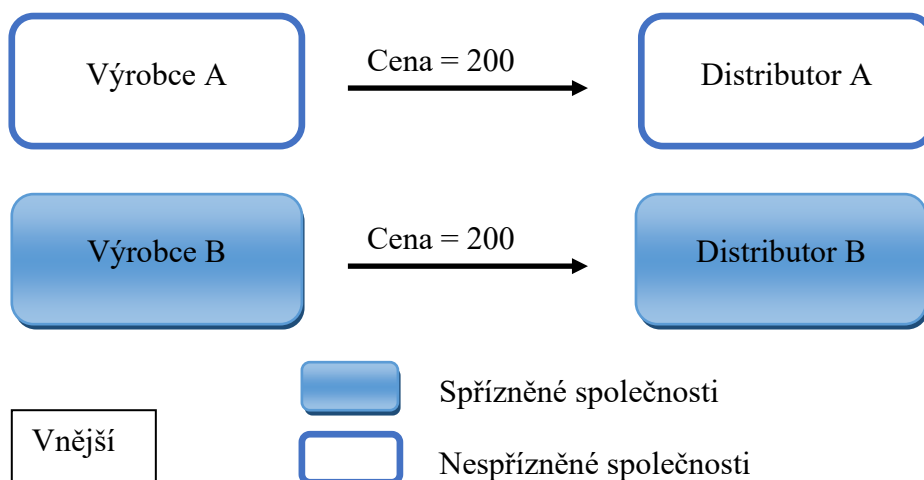 Výrobce A
Cena = 200
Distributor A
Výrobce B
Cena = 200
Distributor B
Spřízněné společnosti
Vnější
Nespřízněné společnosti